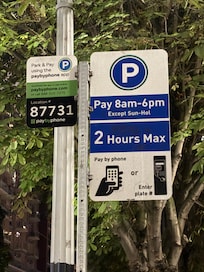 Park & Pay
using the
paybyphone app
P
Location #
87731
paybyphone
P
Pay 8am-6pm
Except Sun-Hol
2 Hours Max
Pay by phone
or
Enter
plate #